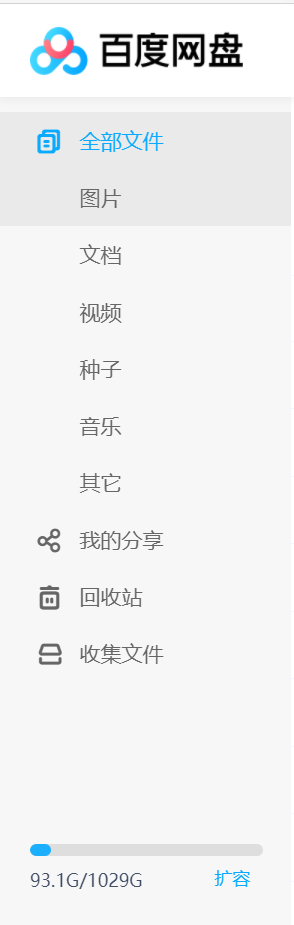 百度网盘
全部文件
图片
文档
视频
种子
音乐
其它
我的分享
回收站
收集文件
93.1G/1029G 扩容